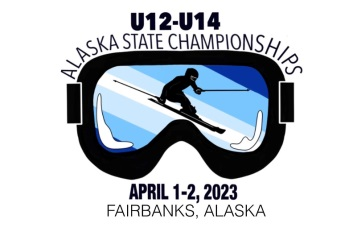 U12-U14
ALASKA STATE CHAMPIONSHIPS
APRIL 1-2, 2023
FAIRBANKS, ALASKA